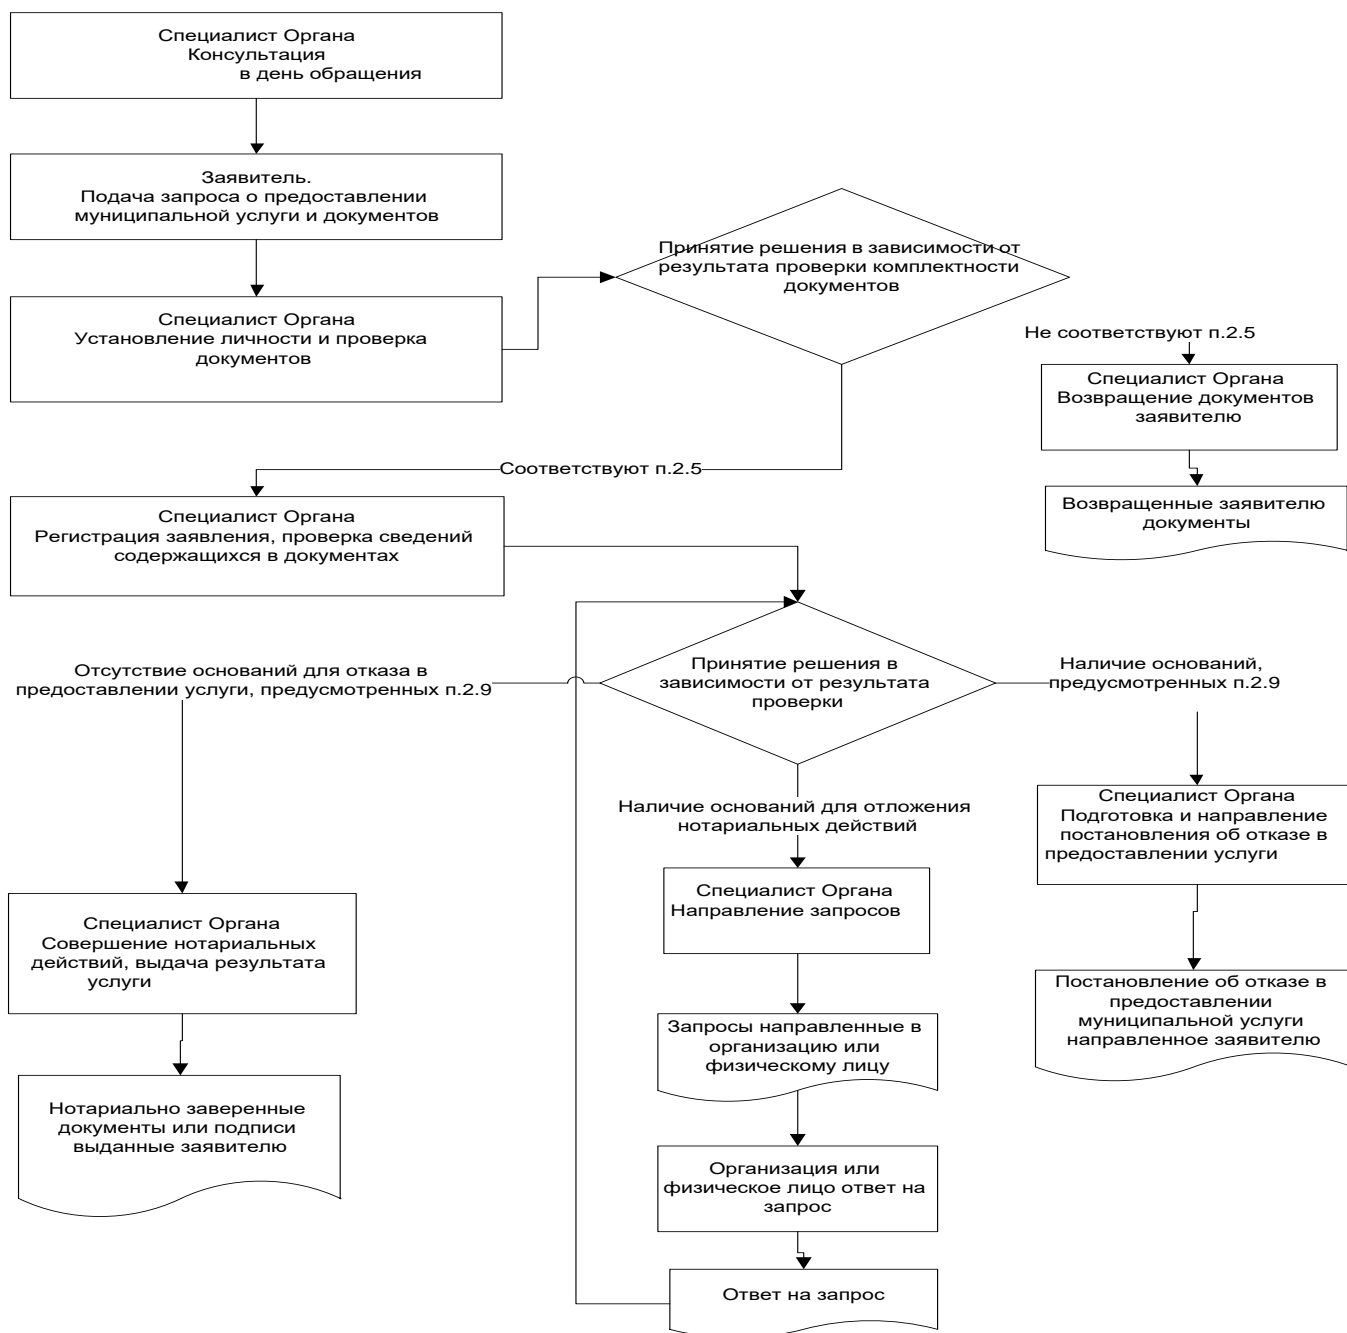 Специалист Органа
Консультация
в день обращения
Заявитель.
Подача запроса о предоставлении
муниципальной услуги и документов
Специалист Органа
Установление личности и проверка
документов
Принятие решения в зависимости от
результата проверки комплектности
документов
Не соответствуют п.2.5
Специалист Органа
Возвращение документов
заявителю
Возвращенные заявителю
документы
Соответствуют п.2.5
Специалист Органа
Регистрация заявления, проверка сведений
содержащихся в документах
Принятие решения в
зависимости от результата
проверки
Отсутствие оснований для отказа в
предоставлении услуги, предусмотренных п.2.9
Наличие оснований,
предусмотренных п.2.9
Наличие оснований для отложения
нотариальных действий
Специалист Органа
Подготовка и направление
постановления об отказе в
предоставлении услуги
Специалист Органа
Направление запросов
Специалист Органа
Совершение нотариальных
действий, выдача результата
услуги
Постановление об отказе в
предоставлении
муниципальной услуги
направленное заявителю
Запросы направленные в
организацию или
физическому лицу
Нотариально заверенные
документы или подписи
выданные заявителю
Организация или
физическое лицо ответ на
запрос
Ответ на запрос